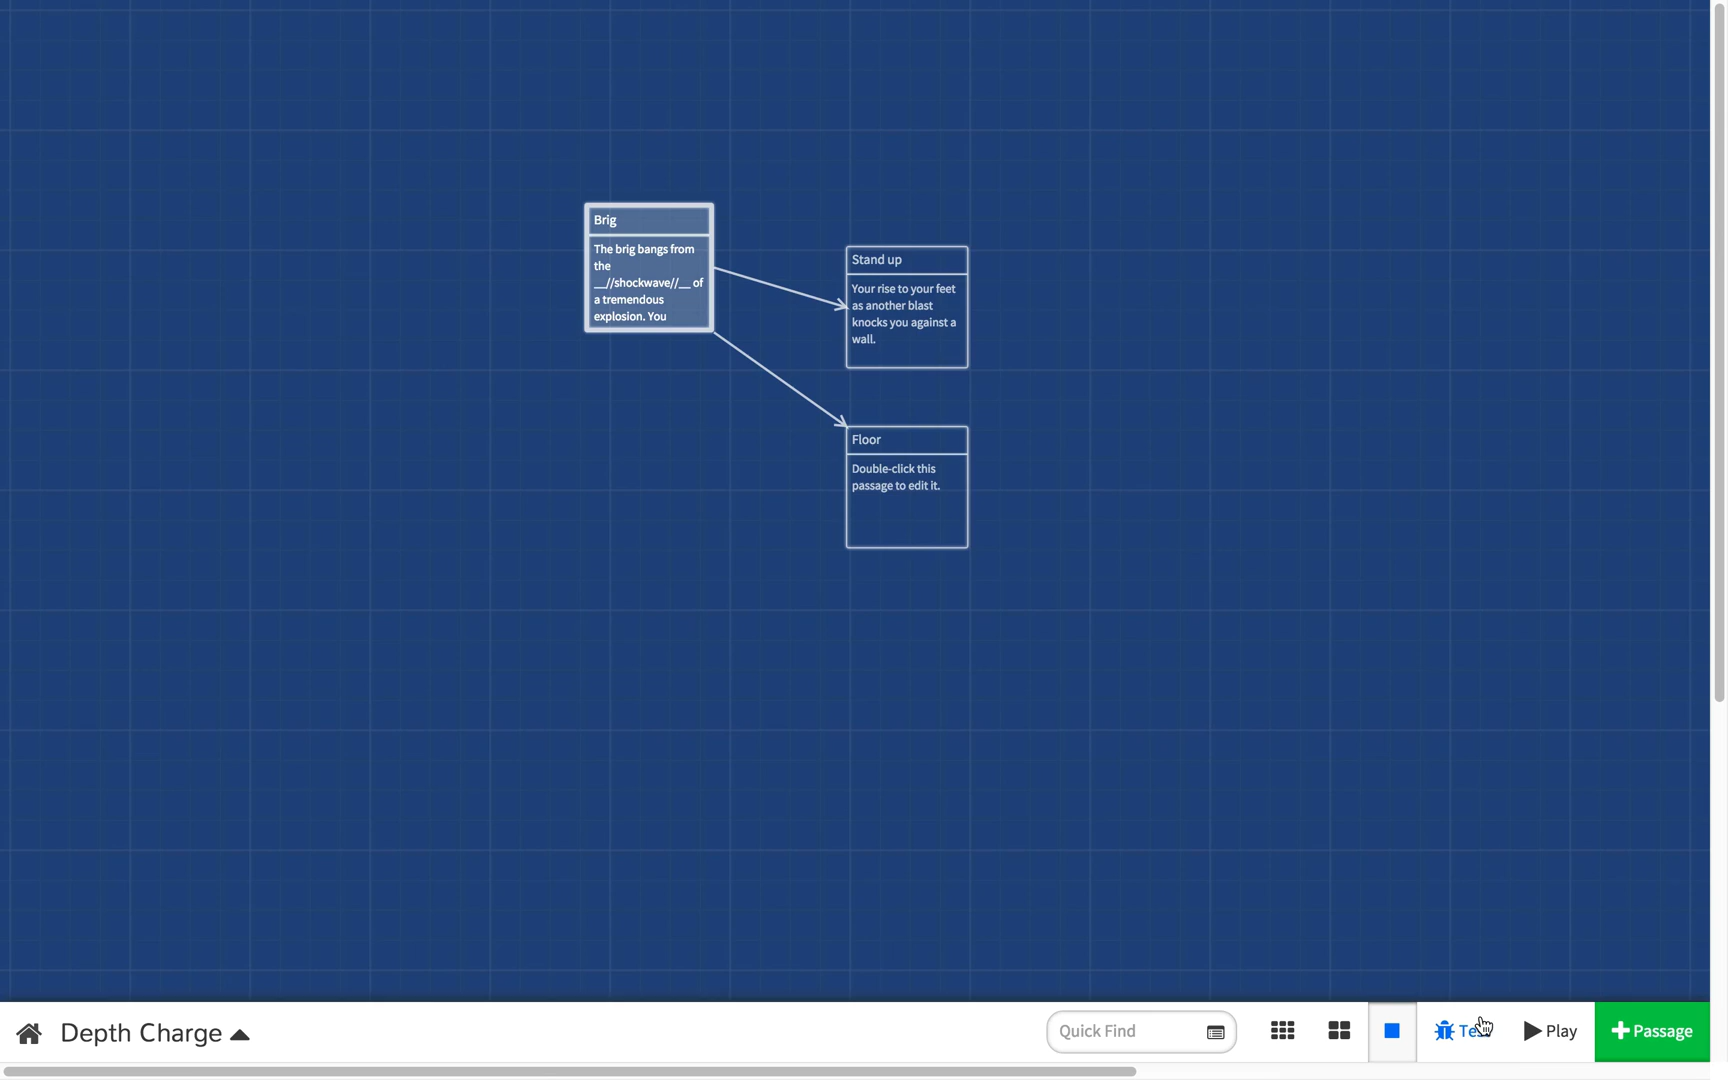 Brig
The brig bangs from
the
__//shockwave//__ of
a tremendous
explosion. You
Stand up
Your rise to your feet
as another blast
knocks you against a
wall.
Floor
Double-click this
passage to edit it.
Depth Charge
Quick Find
Play
Passage